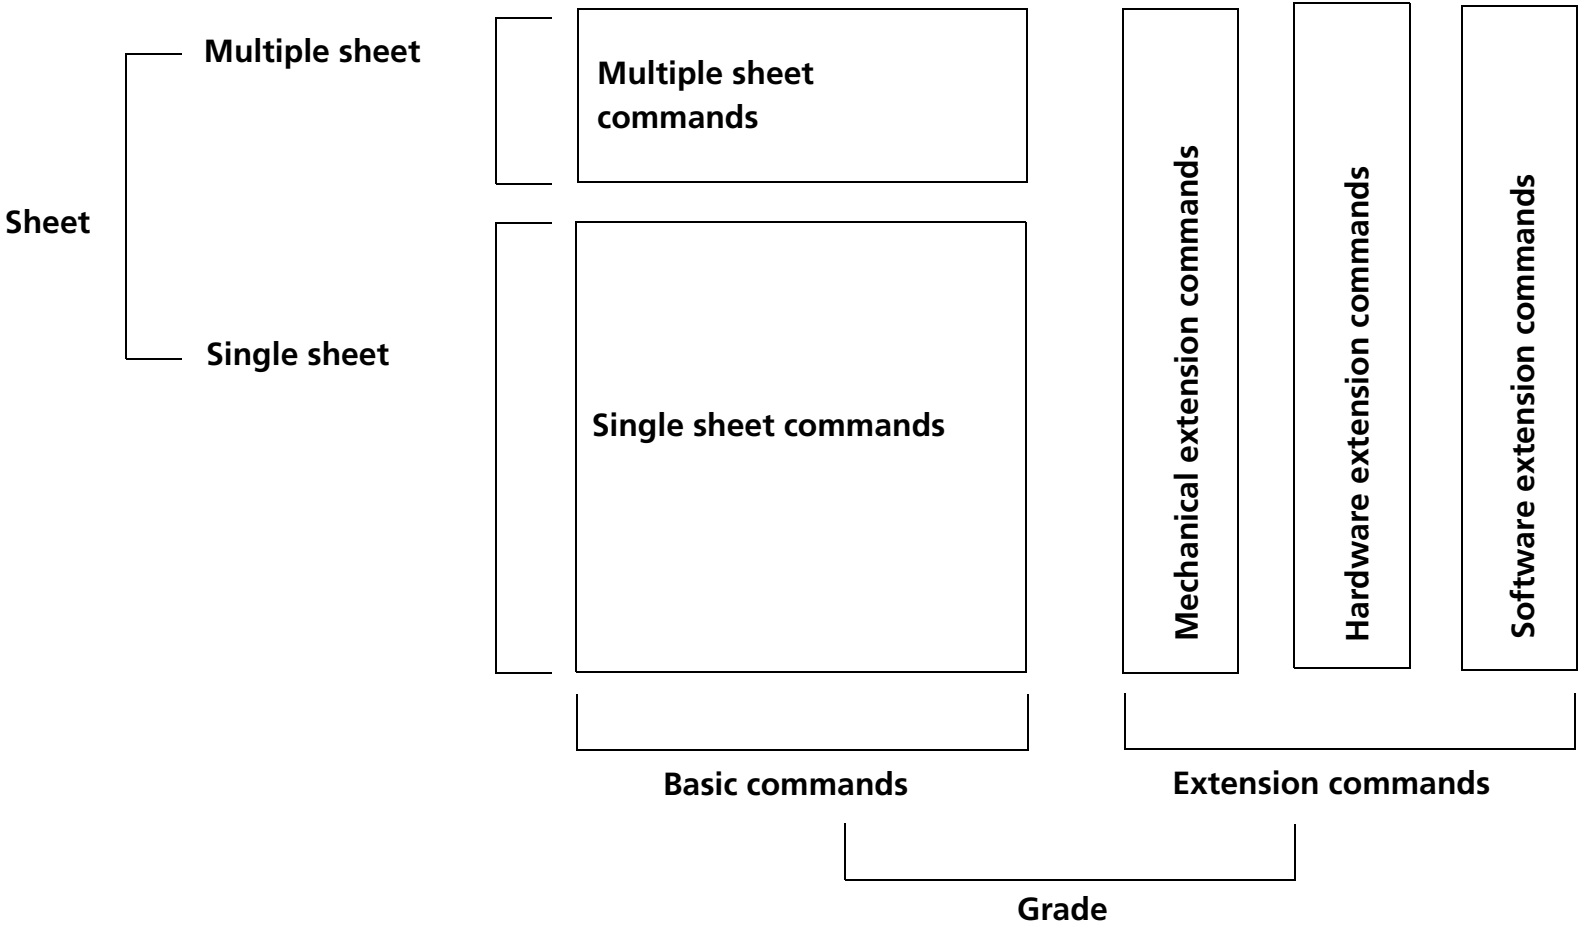 Multiple sheet
Multiple sheet
commands
Sheet
Single sheet
Single sheet commands
Mechanical extension commands
Hardware extension commands
Software extension commands
Basic commands
Extension commands
Grade